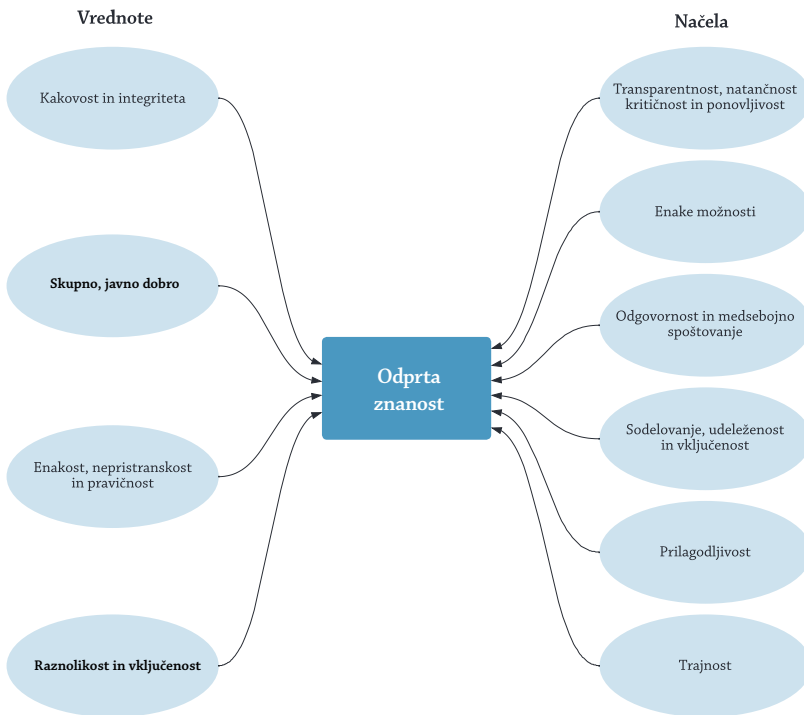 Vrednote
Kakovost in integriteta
Skupno, javno dobro
Enakost, nepristranskost
in pravičnost
Raznolikost in vključenost
Odprta
znanost
Načela
Transparentnost, natančnost
kritičnost in ponovljivost
Enake možnosti
Odgovornost in medsebojno
spoštovanje
Sodelovanje, udeleženost
in vključenost
Prilagodljivost
Trajnost